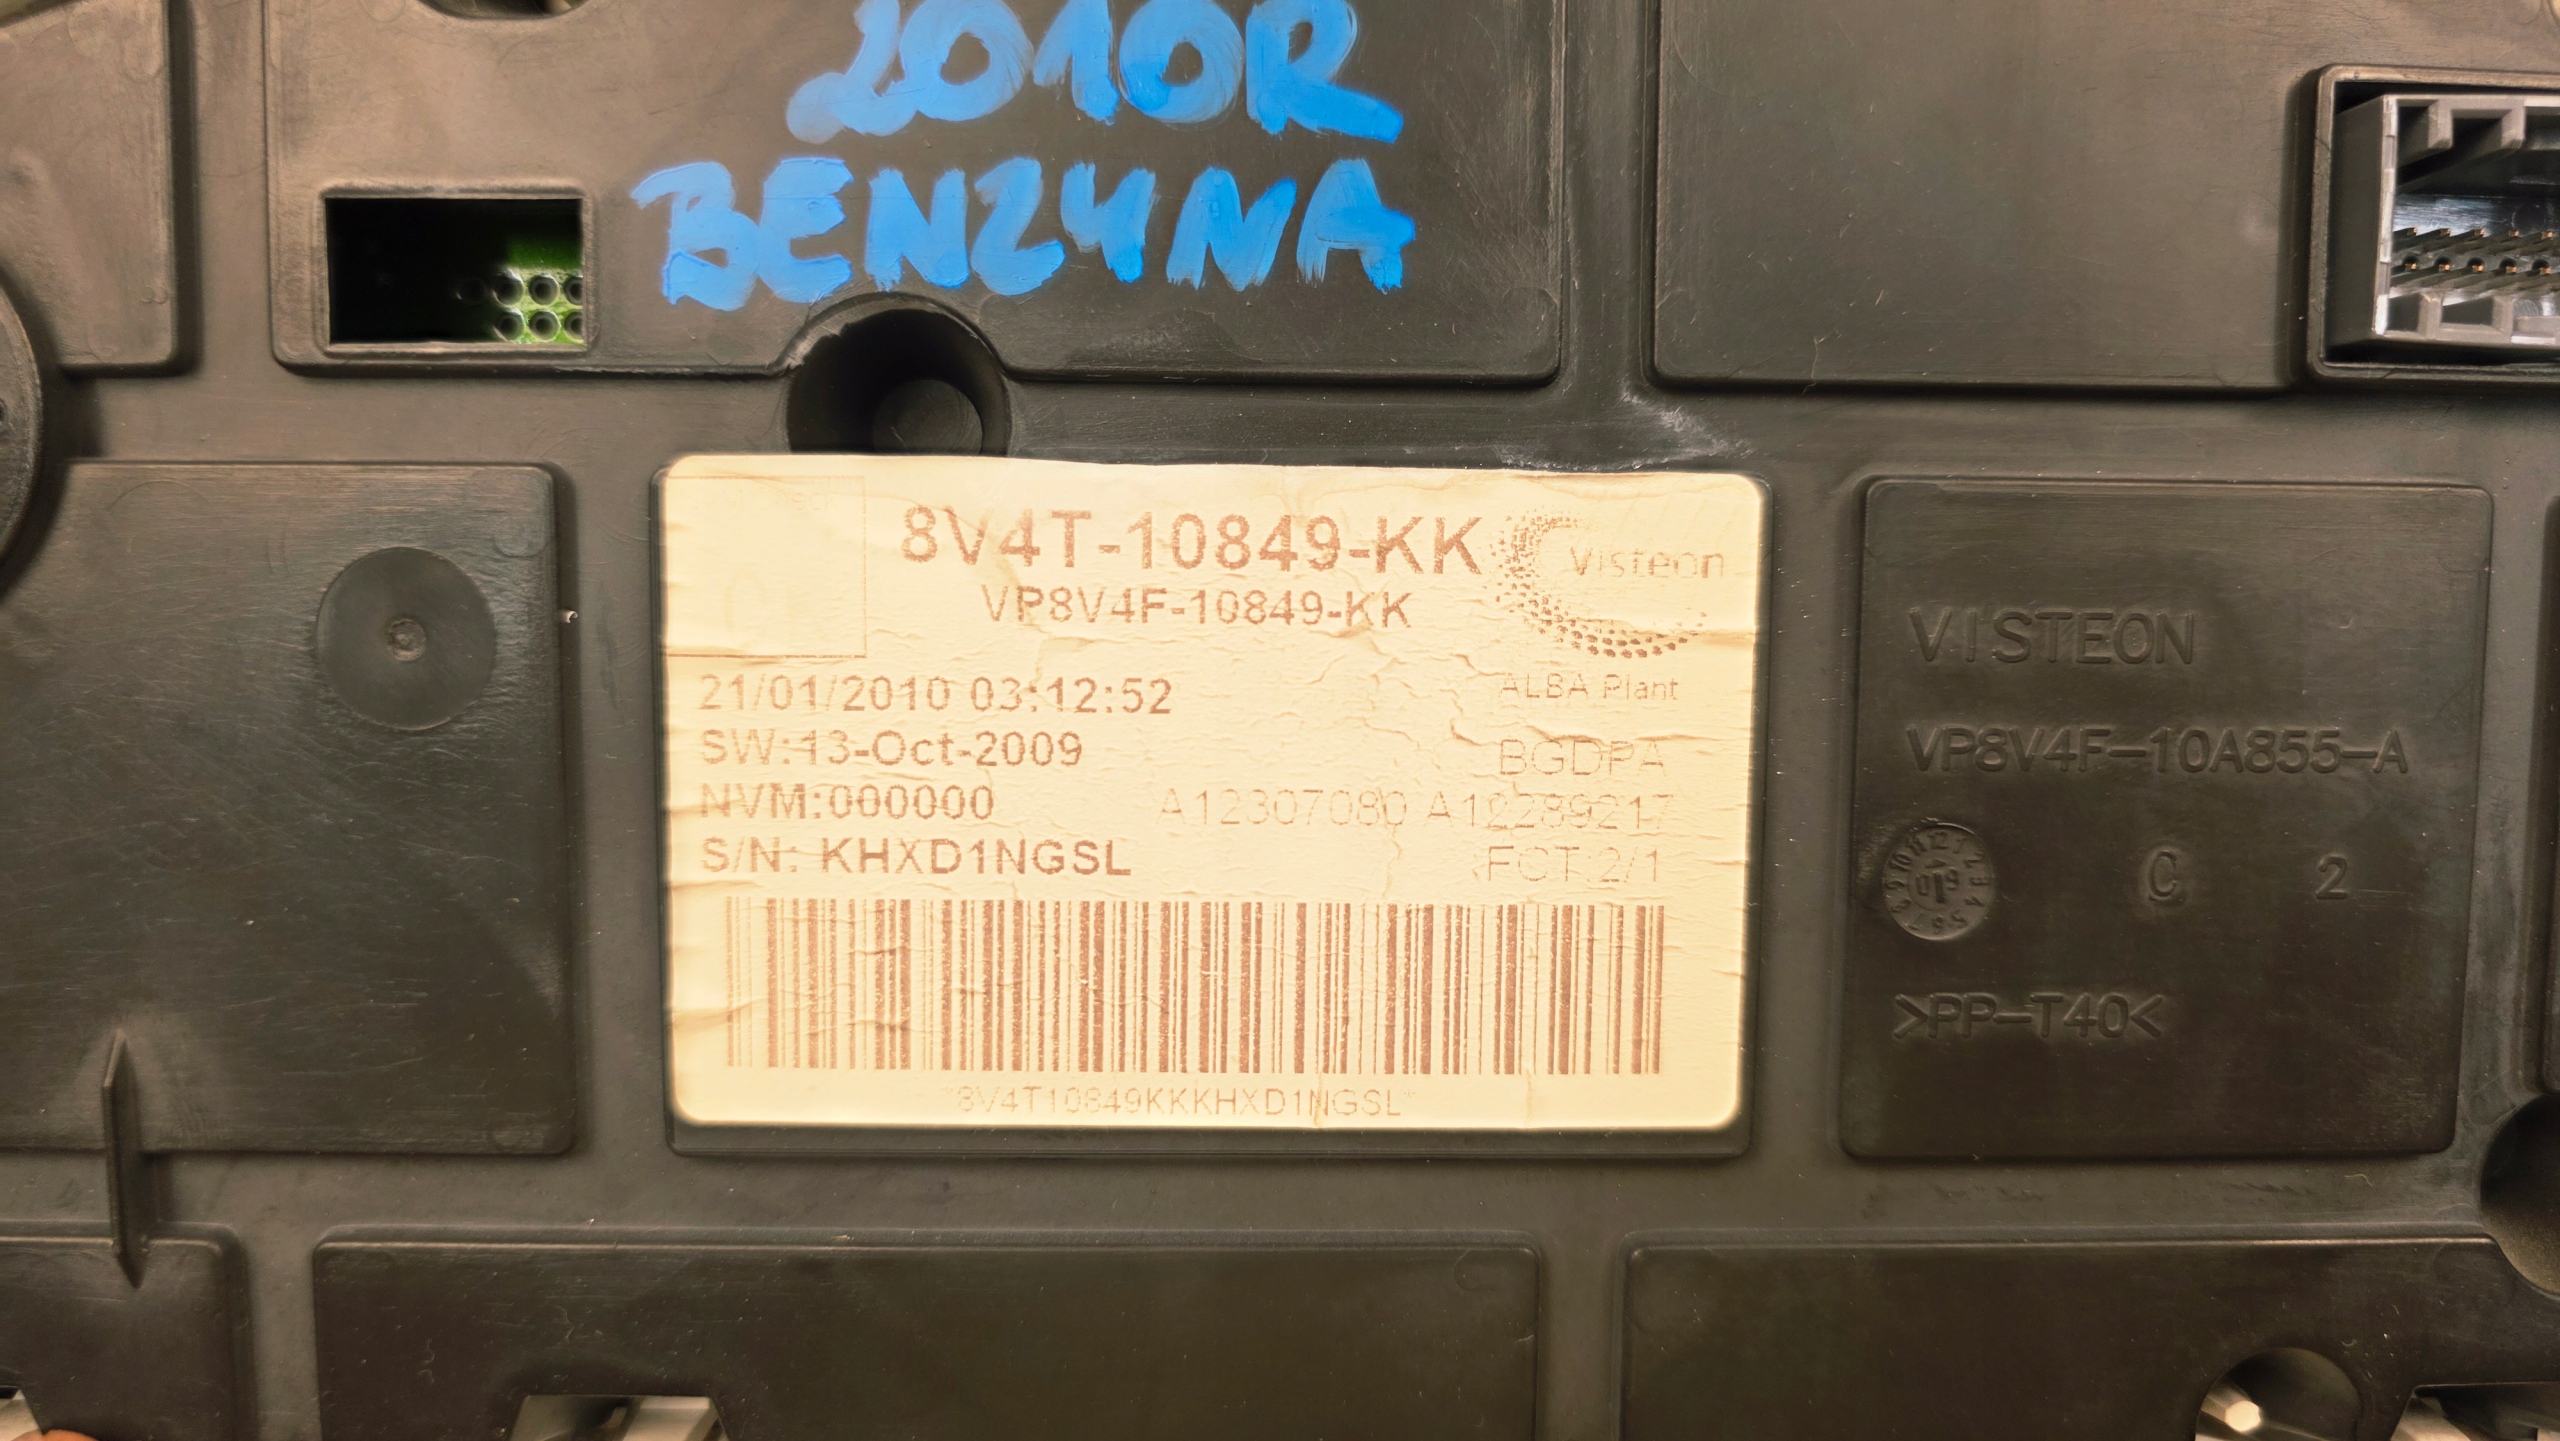 2010R
BENZYNA
8V4T-10849-KK
Visteon
VP8V4F-10849-KK
21/01/2010 03:12:52
ALBA Plant
SW:13-Oct-2009
BGDPA
NVM:000000
A12307080 A12289217
S/N: KHXD1NGSL
FCT:2/1
*8V4T10849KKKHXD1NGSL*
VISTEON
VP8V4F-10A855-A
C 2
>PP-T40<